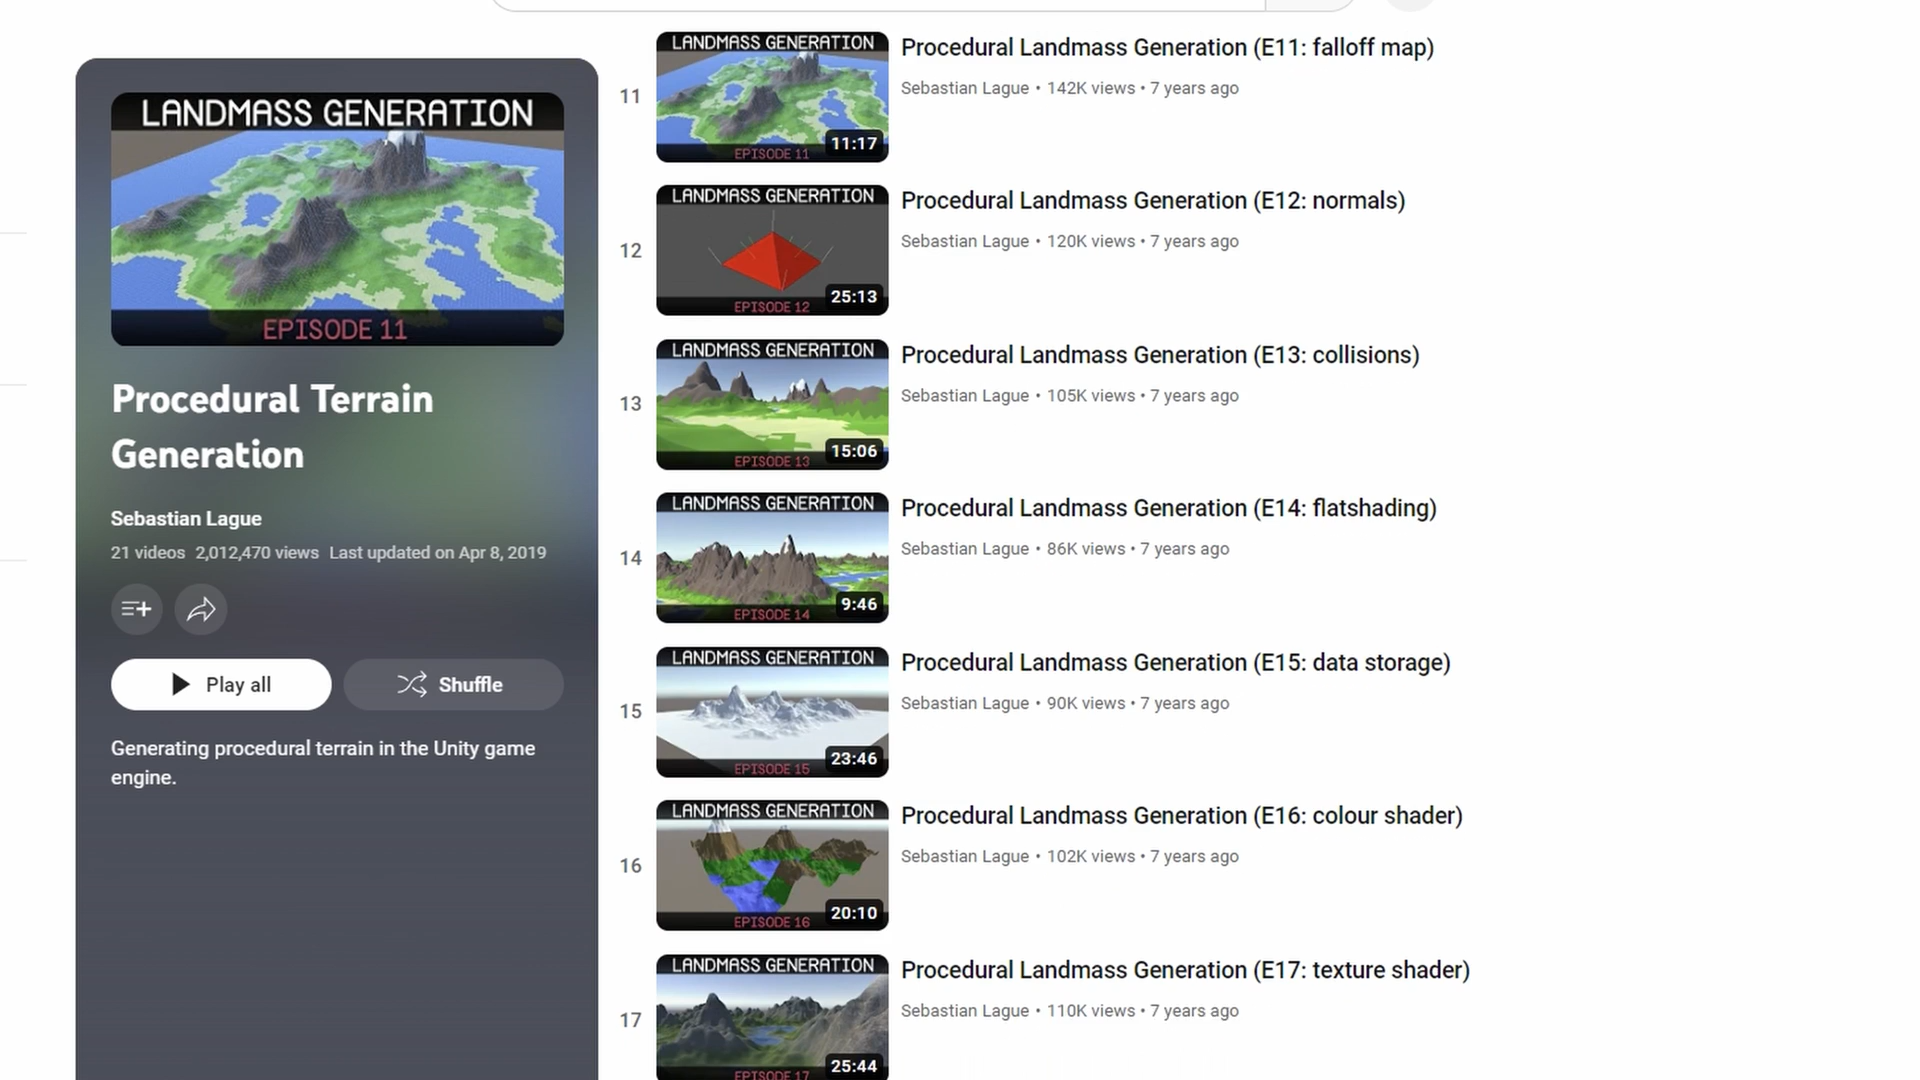 LANDMASS GENERATION
EPISODE 11
Procedural Terrain
Generation
Sebastian Lague
21 videos 2,012,470 views Last updated on Apr 8, 2019
Play all
Shuffle
Generating procedural terrain in the Unity game
engine.
11
LANDMASS GENERATION
EPISODE 11
11:17
Procedural Landmass Generation (E11: falloff map)
Sebastian Lague • 142K views • 7 years ago
12
LANDMASS GENERATION
EPISODE 12
25:13
Procedural Landmass Generation (E12: normals)
Sebastian Lague • 120K views • 7 years ago
13
LANDMASS GENERATION
EPISODE 13
15:06
Procedural Landmass Generation (E13: collisions)
Sebastian Lague • 105K views • 7 years ago
14
LANDMASS GENERATION
EPISODE 14
9:46
Procedural Landmass Generation (E14: flatshading)
Sebastian Lague • 86K views • 7 years ago
15
LANDMASS GENERATION
EPISODE 15
23:46
Procedural Landmass Generation (E15: data storage)
Sebastian Lague • 90K views • 7 years ago
16
LANDMASS GENERATION
EPISODE 16
20:10
Procedural Landmass Generation (E16: colour shader)
Sebastian Lague • 102K views • 7 years ago
17
LANDMASS GENERATION
EPISODE 17
25:44
Procedural Landmass Generation (E17: texture shader)
Sebastian Lague • 110K views • 7 years ago